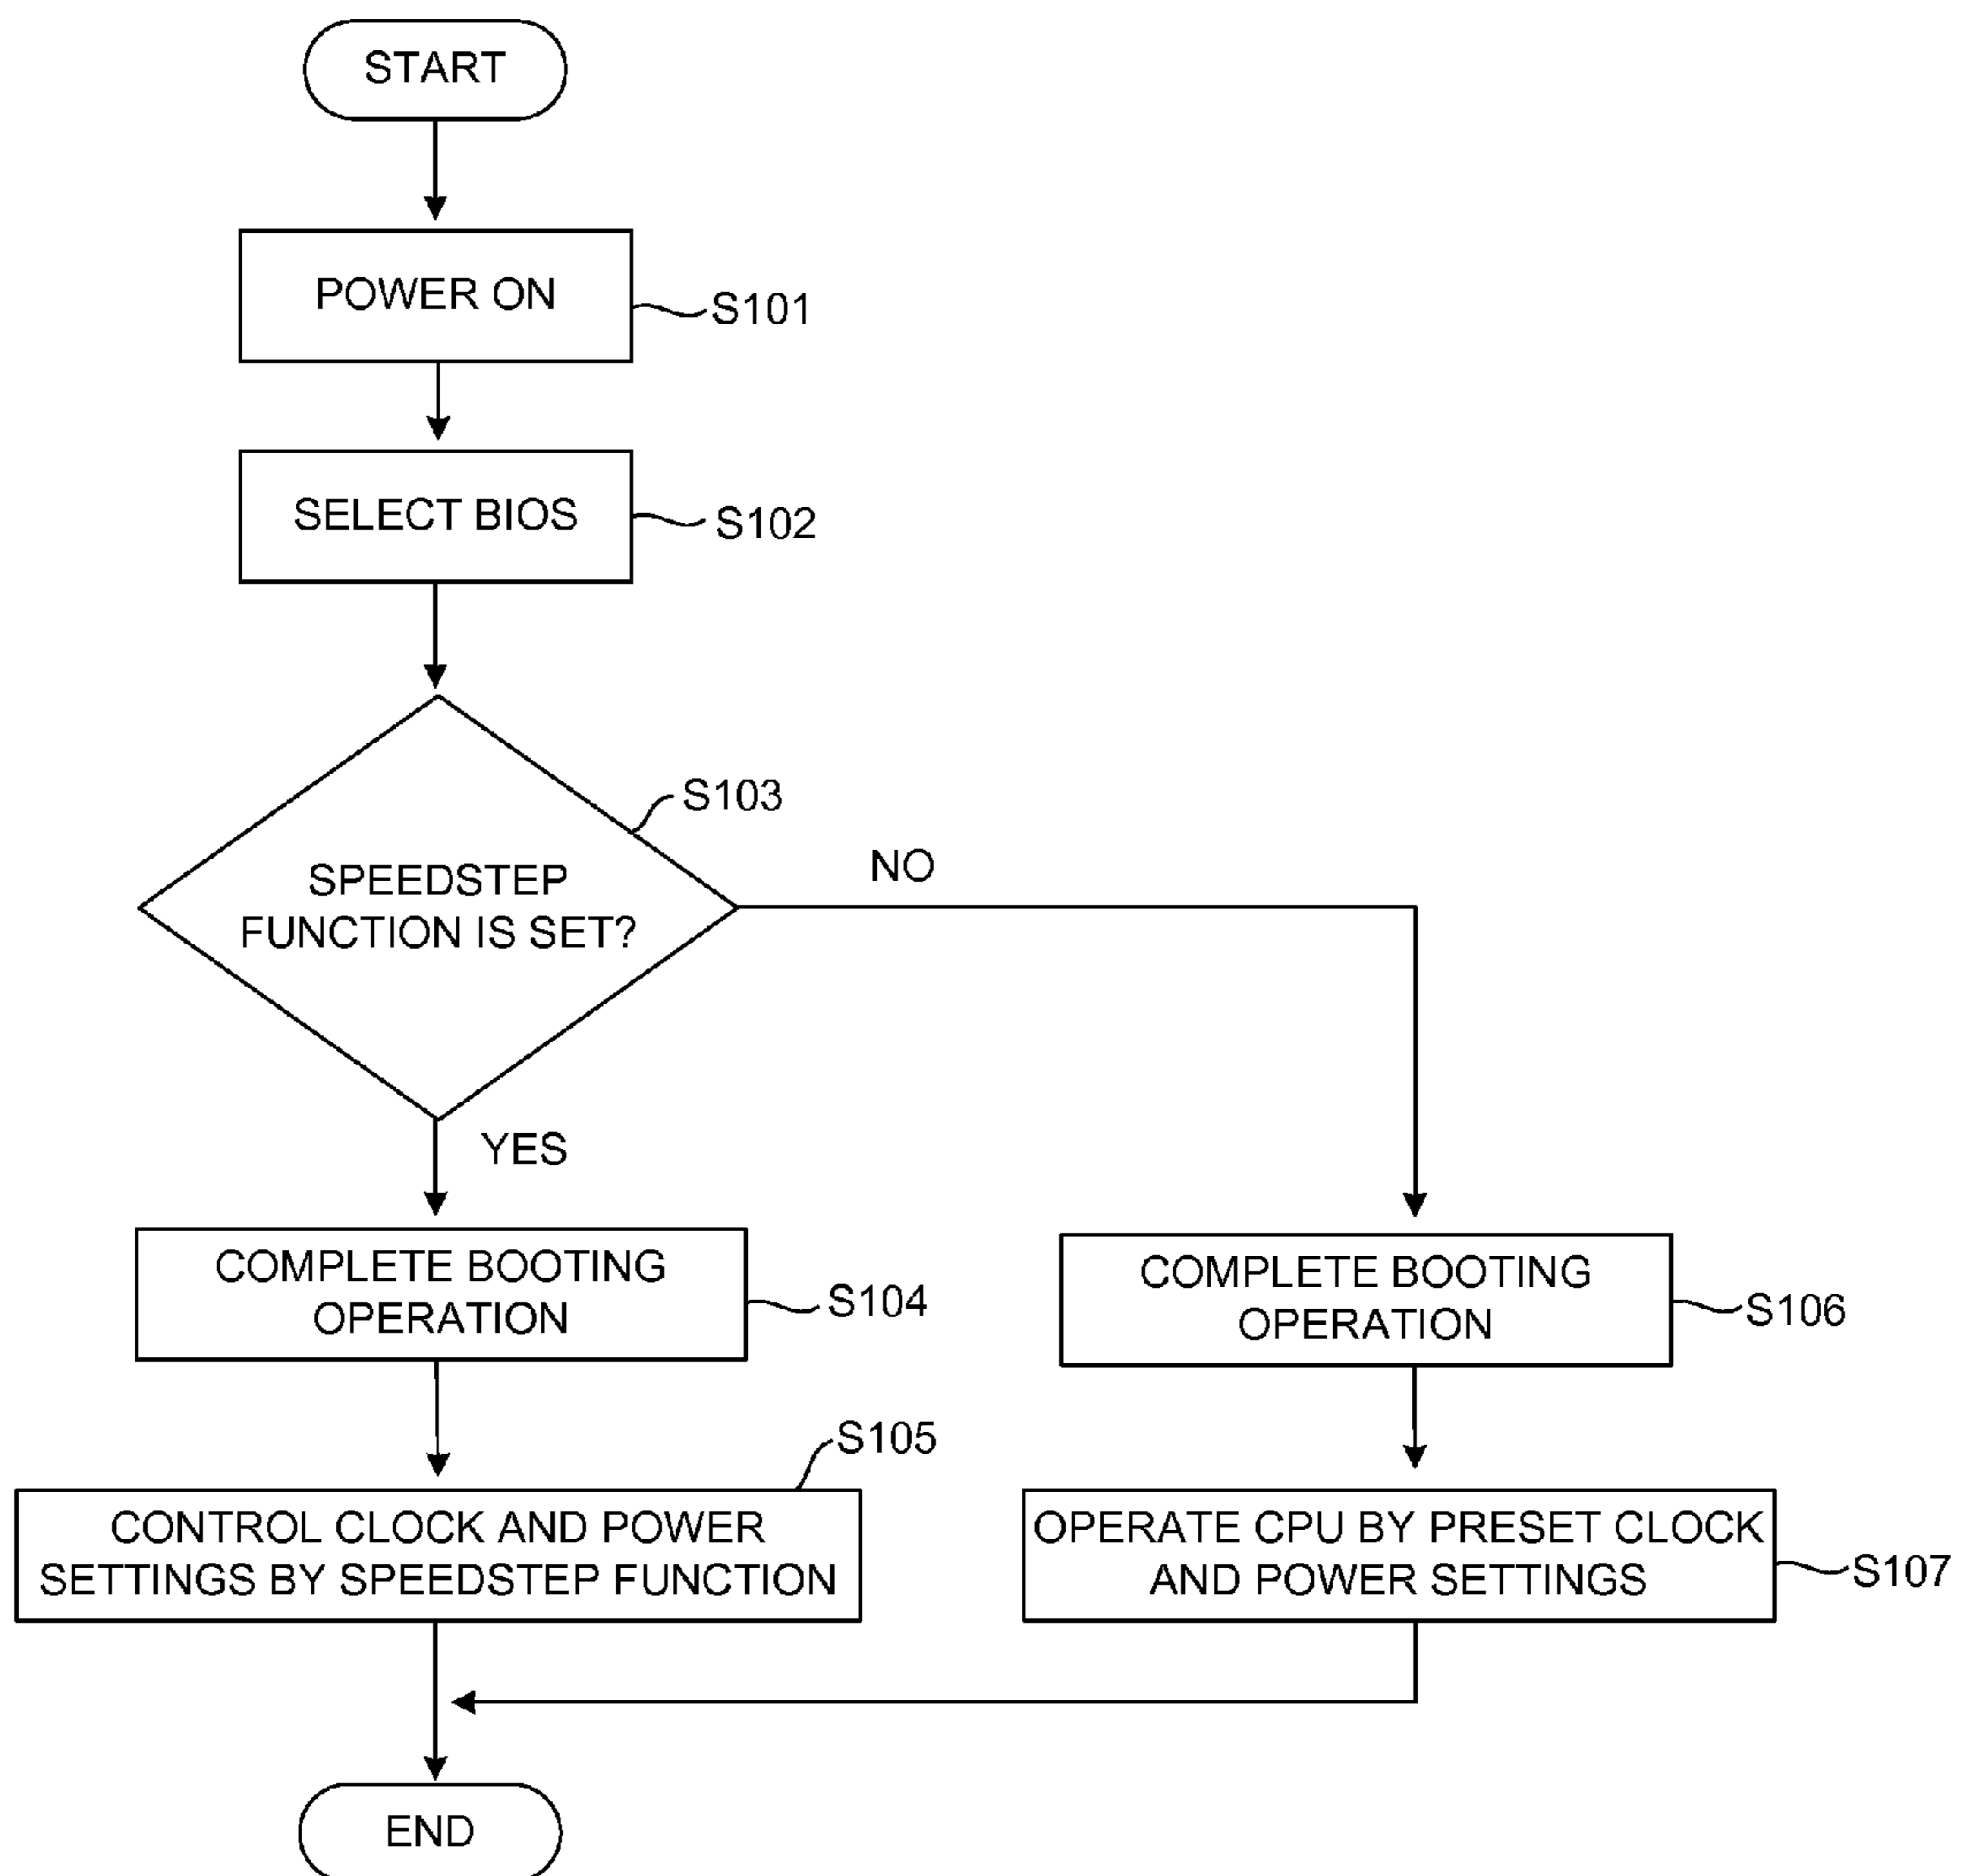 START
POWER ON
S101
SELECT BIOS
S102
S103
SPEEDSTEP
FUNCTION IS SET?
NO
YES
COMPLETE BOOTING
OPERATION
S104
COMPLETE BOOTING
OPERATION
S106
S105
CONTROL CLOCK AND POWER
SETTINGS BY SPEEDSTEP FUNCTION
OPERATE CPU BY PRESET CLOCK
AND POWER SETTINGS
S107
END